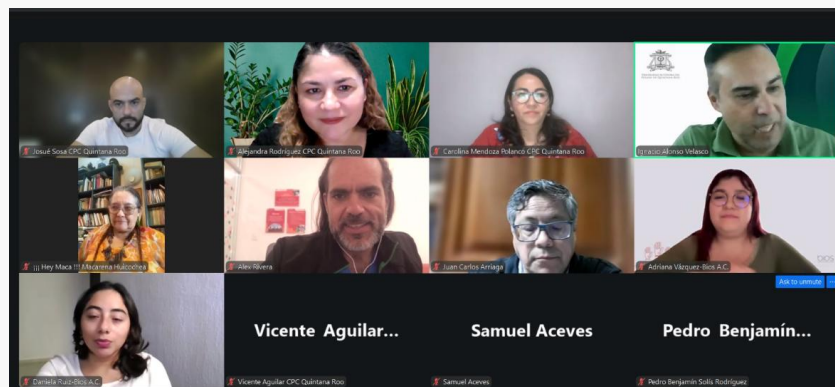 Josué Sosa CPC Quintana Roo
Alejandra Rodríguez CPC Quintana Roo
Carolina Mendoza Polanco CPC Quintana Roo
Ignacio Alonso Velasco
¡¡¡ Hey Maca !!! Macarena Huicochea
Alex Rivera
Juan Carlos Arriaga
Adriana Vázquez-Bios A.C.
Ask to unmute
Daniela Ruiz-Bios-A.C
Vicente Aguilar...
Vicente Aguilar CPC Quintana Roo
Samuel Aceves
Samuel Aceves
Pedro Benjamín...
Pedro Benjamín Solís Rodríguez